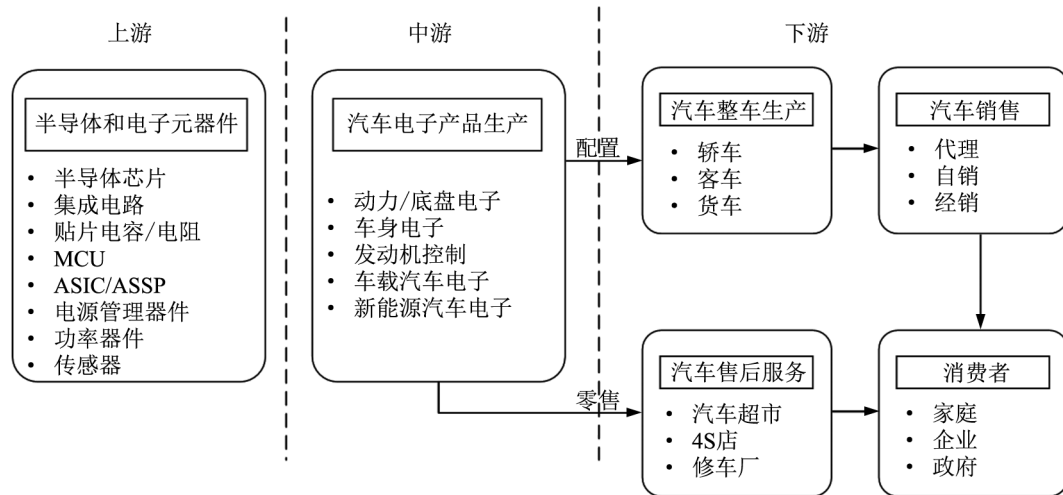 上游
中游
下游
半导体和电子元器件
• 半导体芯片
• 集成电路
• 贴片电容/电阻
• MCU
• ASIC/ASSP
• 电源管理器件
• 功率器件
• 传感器
汽车电子产品生产
• 动力/底盘电子
• 车身电子
• 发动机控制
• 车载汽车电子
• 新能源汽车电子
配置
零售
汽车整车生产
• 轿车
• 客车
• 货车
汽车销售
• 代理
• 自销
• 经销
汽车售后服务
• 汽车超市
• 4S店
• 修车厂
消费者
• 家庭
• 企业
• 政府